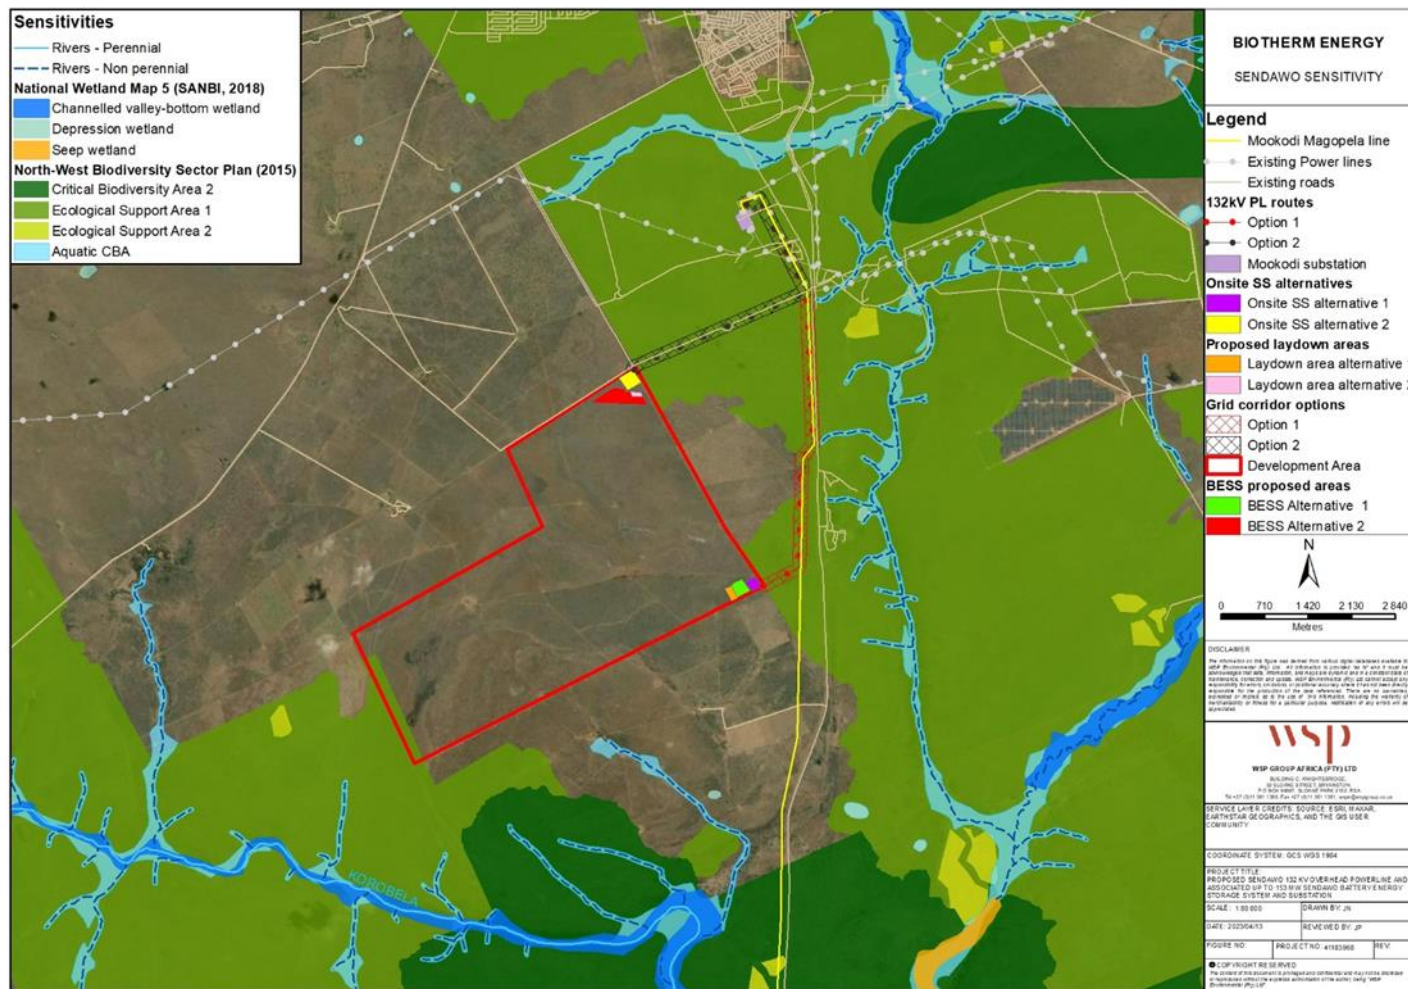 Sensitivities
Rivers - Perennial
Rivers - Non perennial
National Wetland Map 5 (SANBI, 2018)
Channelled valley-bottom wetland
Depression wetland
Seep wetland
North-West Biodiversity Sector Plan (2015)
Critical Biodiversity Area 2
Ecological Support Area 1
Ecological Support Area 2
Aquatic CBA
KOROBELA
BIOTHERM ENERGY
SENDAWO SENSITIVITY
Legend
Mookodi Magopela line
Existing Power lines
Existing roads
132kV PL routes
Option 1
Option 2
Mookodi substation
Onsite SS alternatives
Onsite SS alternative 1
Onsite SS alternative 2
Proposed laydown areas
Laydown area alternative
Laydown area alternative
Grid corridor options
Option 1
Option 2
Development Area
BESS proposed areas
BESS Alternative 1
BESS Alternative 2
N
0 710 1 420 2 130 2 840
Metres
DISCLAIMER
wsp
WSP GROUP AFRICA (PTY) LTD
SERVICE LAYER CREDITS: SOURCE: ESRI, MAXAR,
EARTHSTAR GEOGRAPHICS, AND THE GIS USER
COMMUNITY
COORDINATE SYSTEM: GCS WGS 1984
PROJECT TITLE:
PROPOSED SENDAWO 132 KV OVERHEAD POWERLINE AND
ASSOCIATED UP TO 153 MW SENDAWO BATTERY ENERGY
STORAGE SYSTEM AND SUBSTATION
SCALE: DRAWN BY: JN
DATE: 2023/04/13 REVIEWED BY: JP
FIGURE NO: PROJECT NO: 41103968 REV:
COPYRIGHT RESERVED